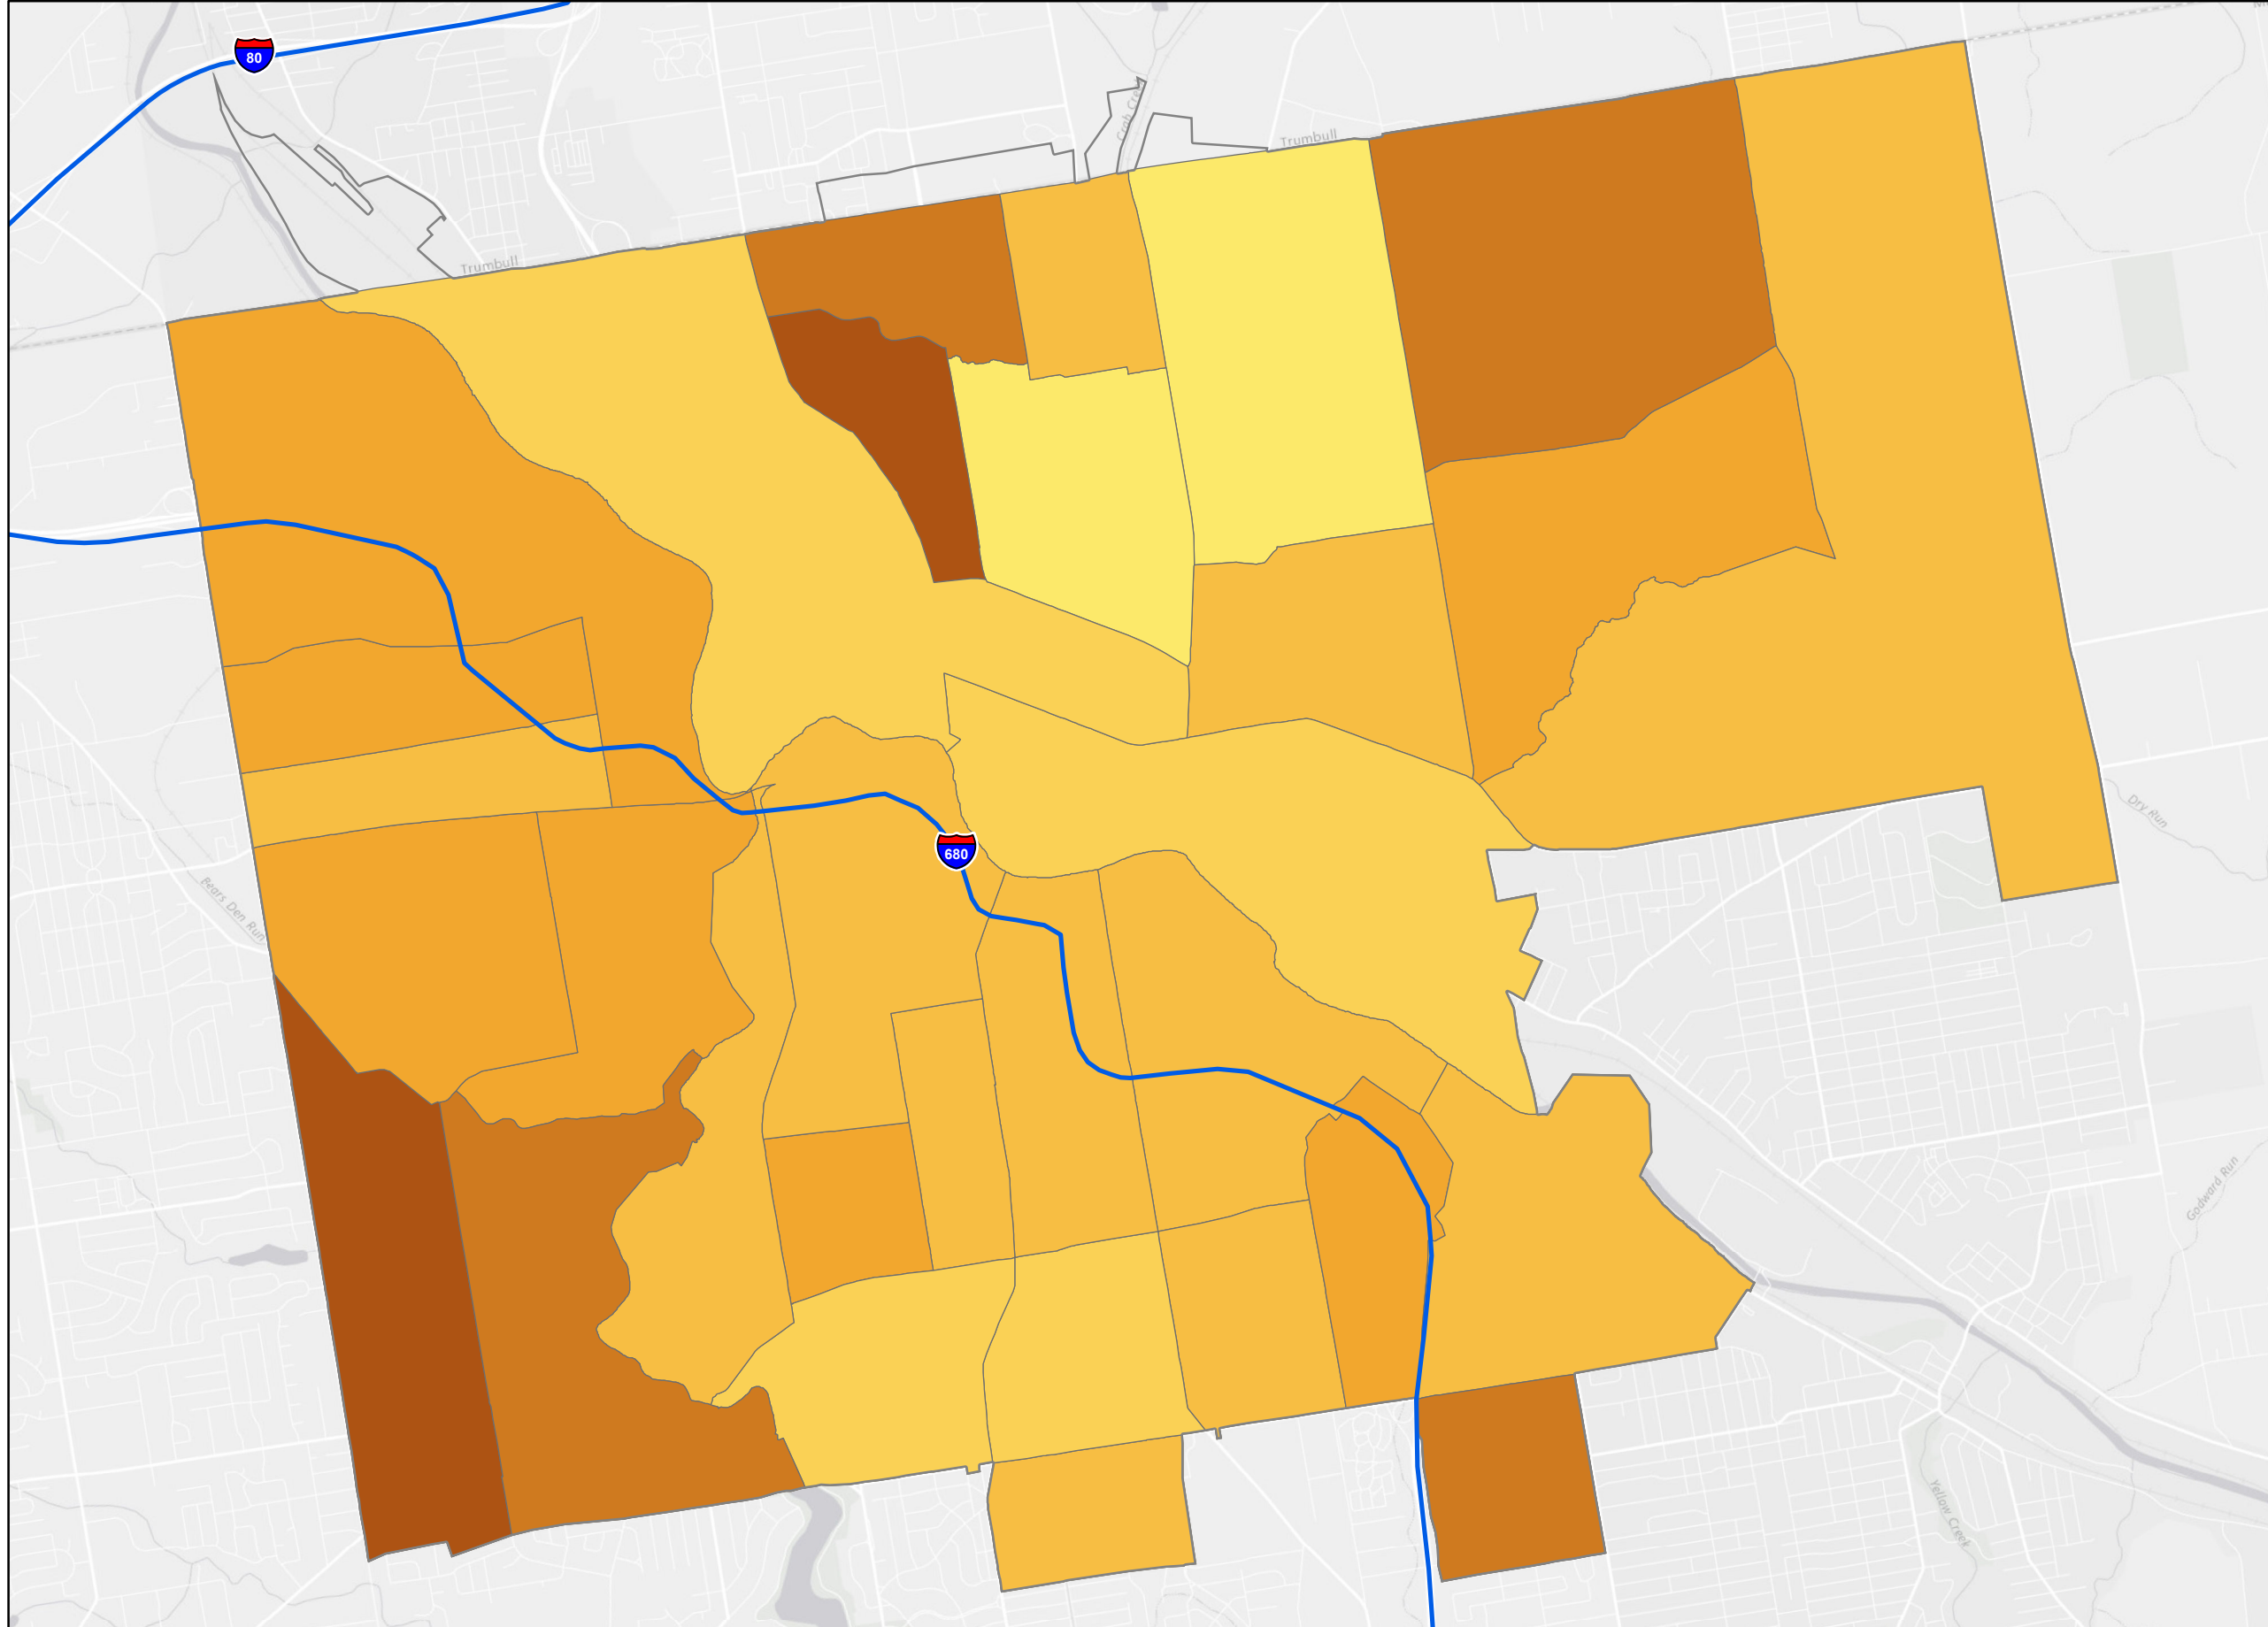 80
Crab Creek
Trumbull
Trumbull
Dry Run
680
Bears Den Run
Godward Run
Yellow Creek